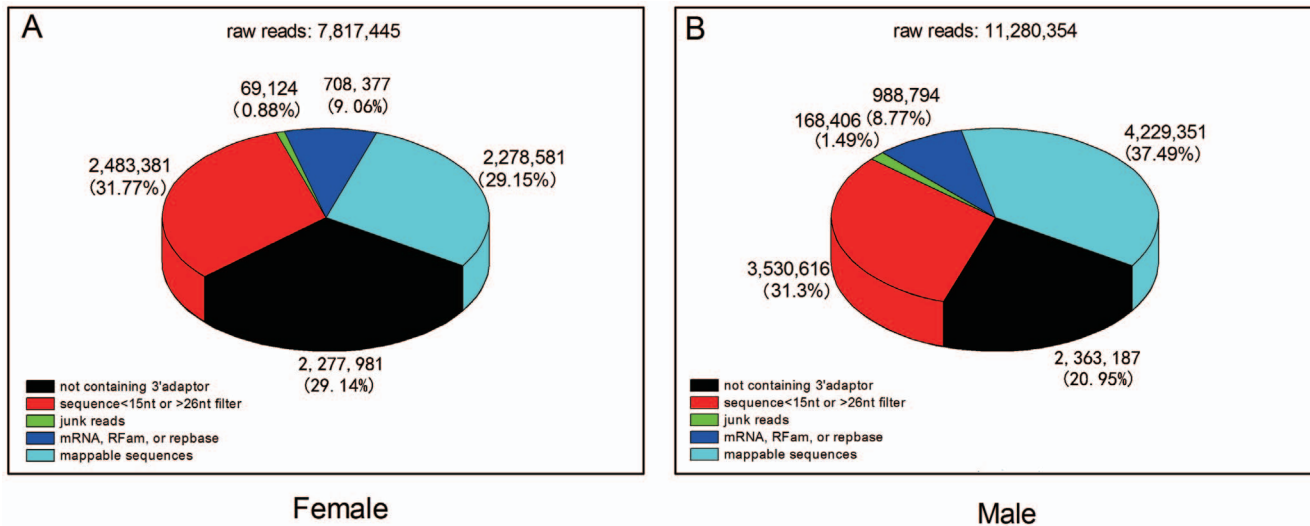 A
raw reads: 7,817,445
69,124
(0.88%)
708,377
(9.06%)
2,483,381
(31.77%)
2,278,581
(29.15%)
2,277,981
(29.14%)
not containing 3'adaptor
sequence<15nt or >26nt filter
junk reads
mRNA, RFam, or repbase
mappable sequences
Female
B
raw reads: 11,280,354
168,406
(1.49%)
988,794
(8.77%)
4,229,351
(37.49%)
3,530,616
(31.3%)
2,363,187
(20.95%)
not containing 3'adaptor
sequence<15nt or >26nt filter
junk reads
mRNA, RFam, or repbase
mappable sequences
Male